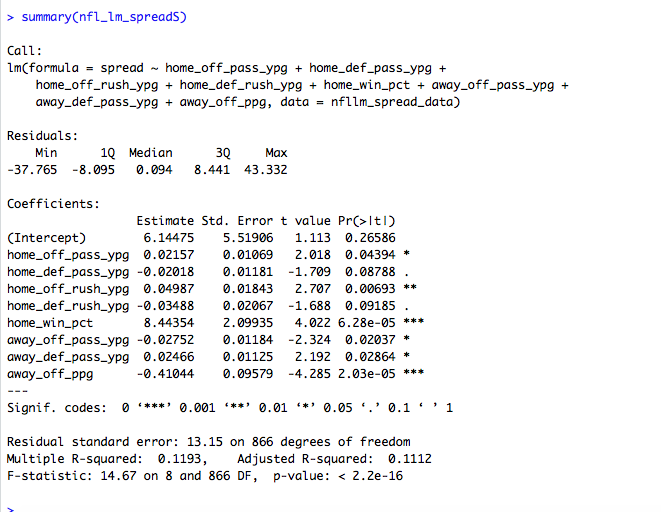 > summary(nfl_lm_spreadS)
Call:
lm(formula = spread ~ home_off_pass_ypg + home_def_pass_ypg +
    home_off_rush_ypg + home_def_rush_ypg + home_win_pct + away_off_pass_ypg +
    away_def_pass_ypg + away_off_ppg, data = nfllm_spread_data)
Residuals:
    Min      1Q  Median      3Q     Max
-37.765  -8.095   0.094   8.441  43.332
Coefficients:
                  Estimate Std. Error t value Pr(>|t|)
(Intercept)        6.14475    5.51906   1.113  0.26586
home_off_pass_ypg  0.02157    0.01069   2.018  0.04394 *
home_def_pass_ypg -0.02018    0.01181  -1.709  0.08788 .
home_off_rush_ypg  0.04987    0.01843   2.707  0.00693 **
home_def_rush_ypg -0.03488    0.02067  -1.688  0.09185 .
home_win_pct       8.44354    2.09935   4.022 6.28e-05 ***
away_off_pass_ypg -0.02752    0.01184  -2.324  0.02037 *
away_def_pass_ypg  0.02466    0.01125   2.192  0.02864 *
away_off_ppg      -0.41044    0.09579  -4.285 2.03e-05 ***
---
Signif. codes:  0 ‘***’ 0.001 ‘**’ 0.01 ‘*’ 0.05 ‘.’ 0.1 ‘ ’ 1
Residual standard error: 13.15 on 866 degrees of freedom
Multiple R-squared:  0.1193,    Adjusted R-squared:  0.1112
F-statistic: 14.67 on 8 and 866 DF,  p-value: < 2.2e-16
>